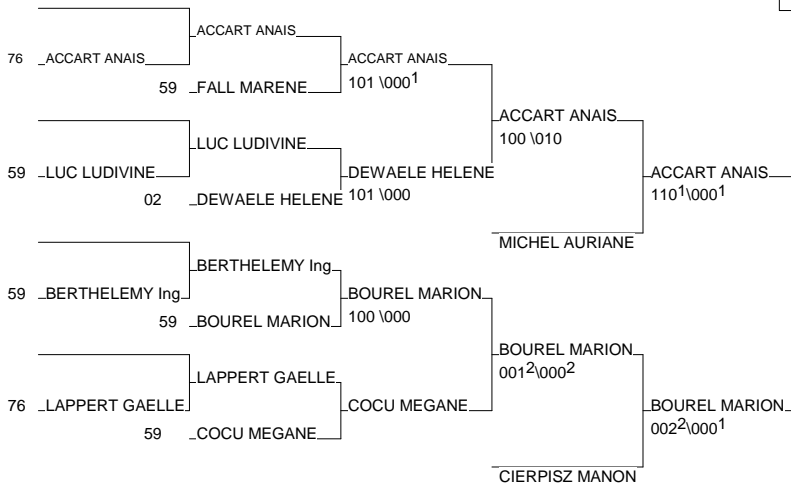 ACCART ANAIS
76 ACCART ANAIS ACCART ANAIS
59 FALL MARENE 101 \000¹
ACCART ANAIS
100 \010
LUC LUDIVINE
59 LUC LUDIVINE DEWAELE HELENE ACCART ANAIS
02 DEWAELE HELENE 101 \000 110¹\000¹
MICHEL AURIANE
BERTHELEMY Ing
59 BERTHELEMY Ing BOUREL MARION
59 BOUREL MARION 100 \000
BOUREL MARION
001²\000²
LAPPERT GAELLE
76 LAPPERT GAELLE COCU MEGANE BOUREL MARION
59 COCU MEGANE 002²\000¹
CIERPISZ MANON